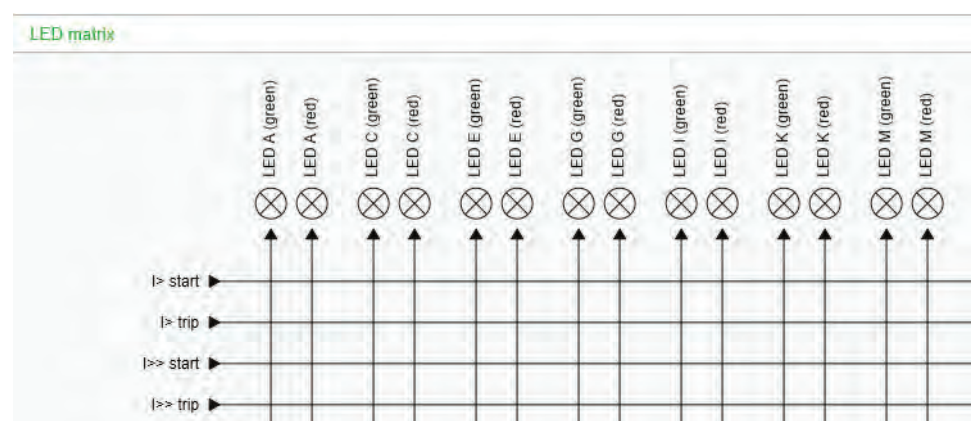 LED matrix
LED A (green)
LED A (red)
LED C (green)
LED C (red)
LED E (green)
LED E (red)
LED G (green)
LED G (red)
LED I (green)
LED I (red)
LED K (green)
LED K (red)
LED M (green)
LED M (red)
I> start
I> trip
I>> start
I>> trip